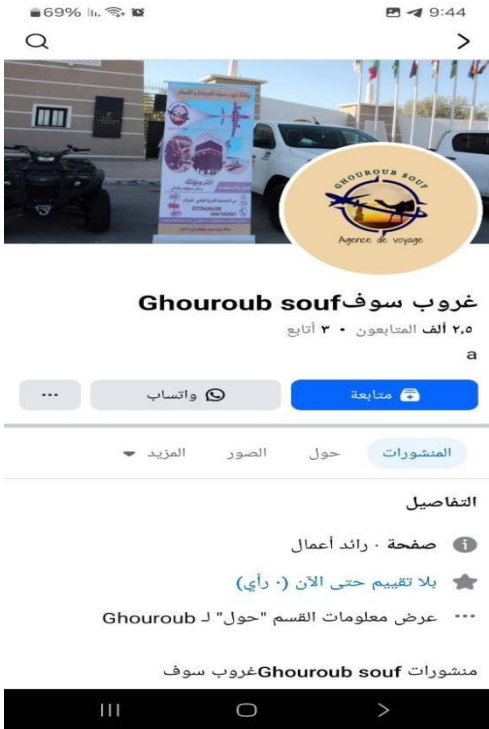 69%
9:44
GHOUROUB SOUF
Agence de voyage
غروب سوفGhouroub souf
٢٫٥ ألف المتابعون • ٣ أتابع
a
متابعة
واتساب
المنشورات
حول
الصور
المزيد
التفاصيل
صفحة · رائد أعمال
بلا تقييم حتى الآن (٠ رأي)
عرض معلومات القسم "حول" لـ Ghouroub
منشورات Ghouroub soufغروب سوف